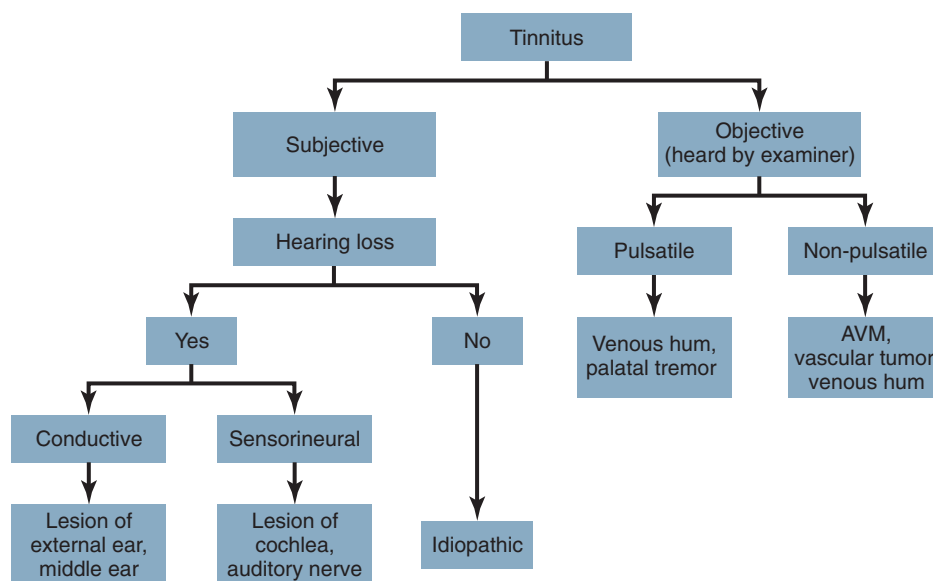 Tinnitus
Subjective
Objective
(heard by examiner)
Hearing loss
Pulsatile
Non-pulsatile
Yes
No
Venous hum,
palatal tremor
AVM,
vascular tumor
venous hum
Conductive
Sensorineural
Lesion of
external ear,
middle ear
Lesion of
cochlea,
auditory nerve
Idiopathic